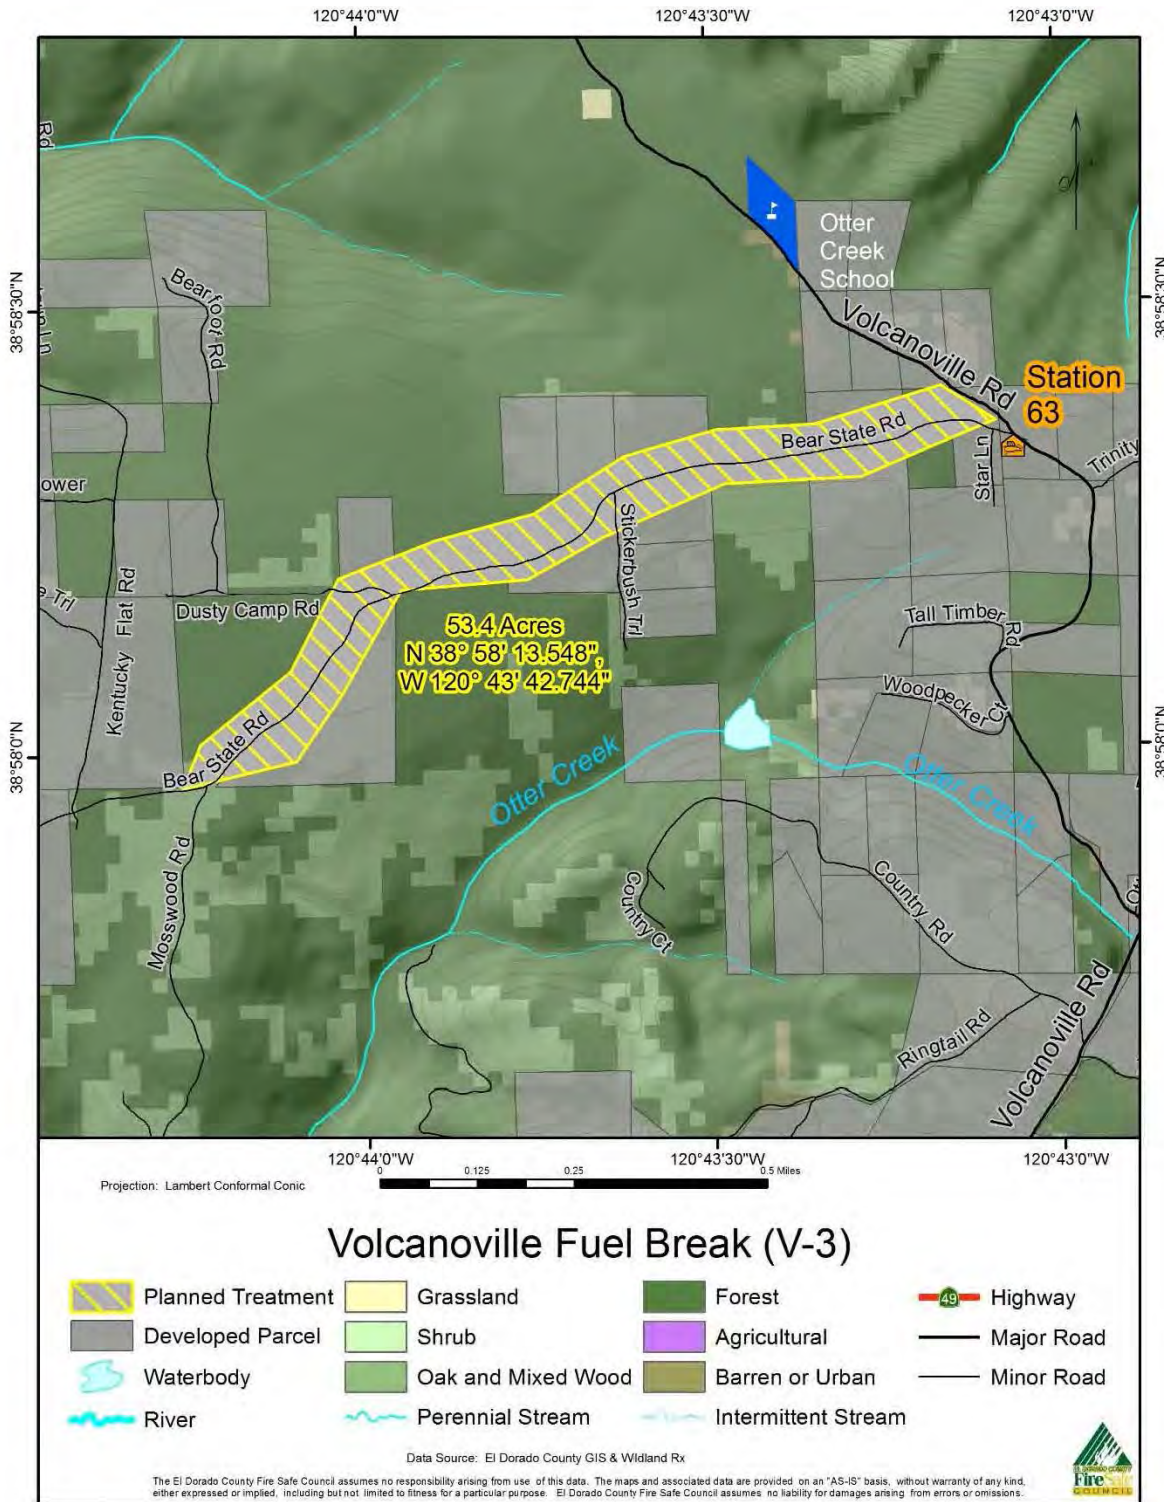 120°44'0"W
120°43'30"W
120°43'0"W
Rd
Otter
Creek
School
38°58'30"N
38°58'30"N
Bearfoot Rd
Ln
Volcanoville Rd
Station
63
Bear State Rd
Star Ln
Trinity
ower
Stickerbush Trl
Kentucky Flat Rd
e Trl
Dusty Camp Rd
53.4 Acres
N 38° 58' 13.548",
W 120° 43' 42.744"
Tall Timber Rd
Woodpecker Ct
Bear State Rd
38°58'0"N
38°58'0"N
Otter Creek
Otter Creek
Mosswood Rd
Country Ct
Country Rd
Ringtail Rd
Volcanoville Rd
120°44'0"W
120°43'30"W
120°43'0"W
Projection: Lambert Conformal Conic
0 0.125 0.25 0.5 Miles
Volcanoville Fuel Break (V-3)
Planned Treatment
Grassland
Forest
49 Highway
Developed Parcel
Shrub
Agricultural
Major Road
Waterbody
Oak and Mixed Wood
Barren or Urban
Minor Road
River
Perennial Stream
Intermittent Stream
Data Source: El Dorado County GIS & Wildland Rx
The El Dorado County Fire Safe Council assumes no responsibility arising from use of this data. The maps and associated data are provided on an "AS-IS" basis, without warranty of any kind,
either expressed or implied, including but not limited to fitness for a particular purpose. El Dorado County Fire Safe Council assumes no liability for damages arising from errors or omissions.
EL DORADO COUNTY
Fire Safe
COUNCIL